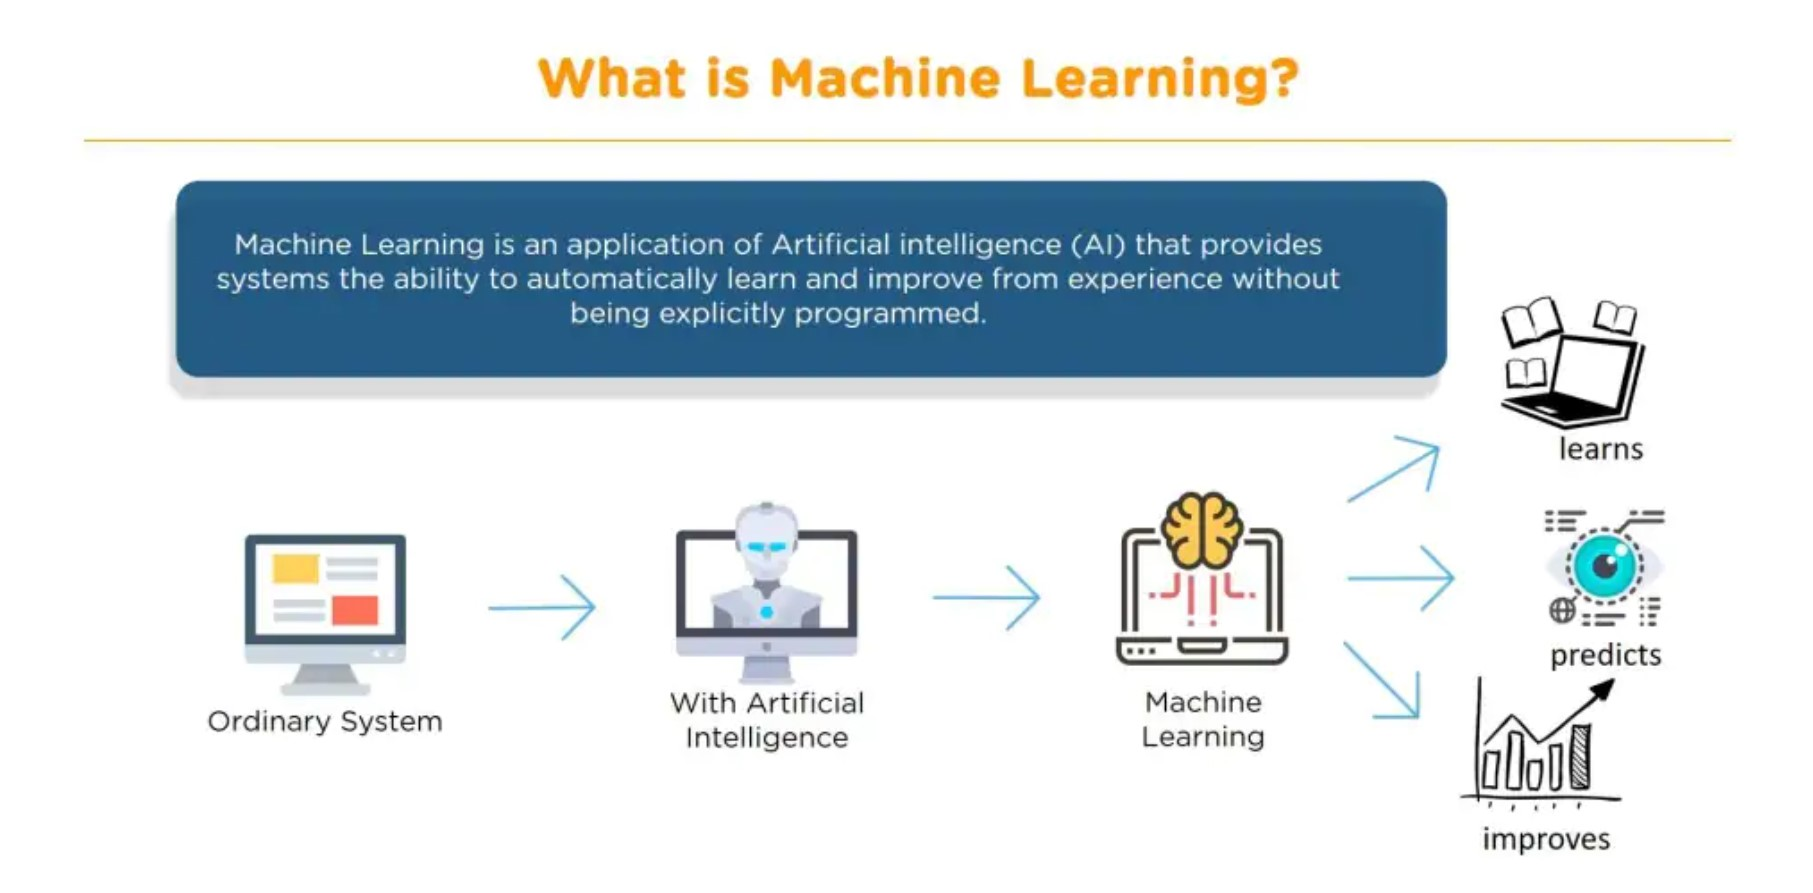 What is Machine Learning?
Machine Learning is an application of Artificial intelligence (AI) that provides
systems the ability to automatically learn and improve from experience without
being explicitly programmed.
learns
predicts
Ordinary System
With Artificial
Intelligence
Machine
Learning
improves